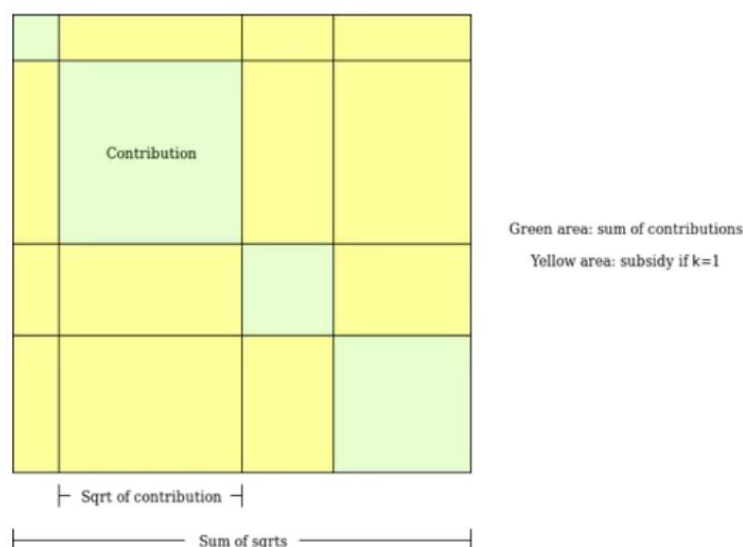 Contribution
Green area: sum of contributions
Yellow area: subsidy if k=1
Sqrt of contribution
Sum of sqrts